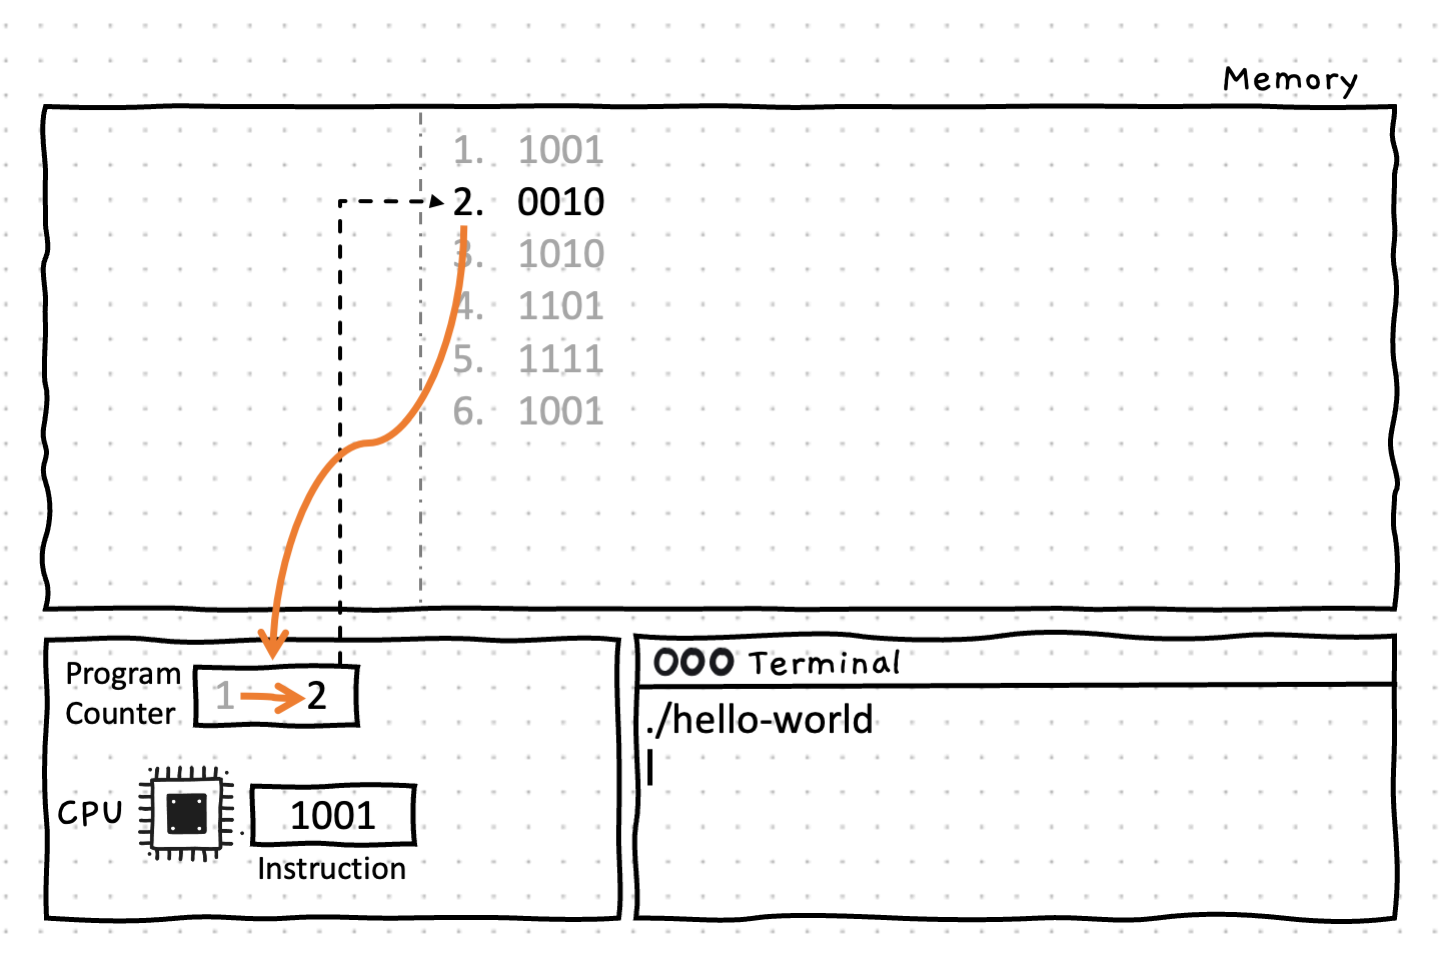 Memory
1. 1001
2. 0010
3. 1010
4. 1101
5. 1111
6. 1001
Program
Counter
1 2
CPU
1001
Instruction
Terminal
./hello-world